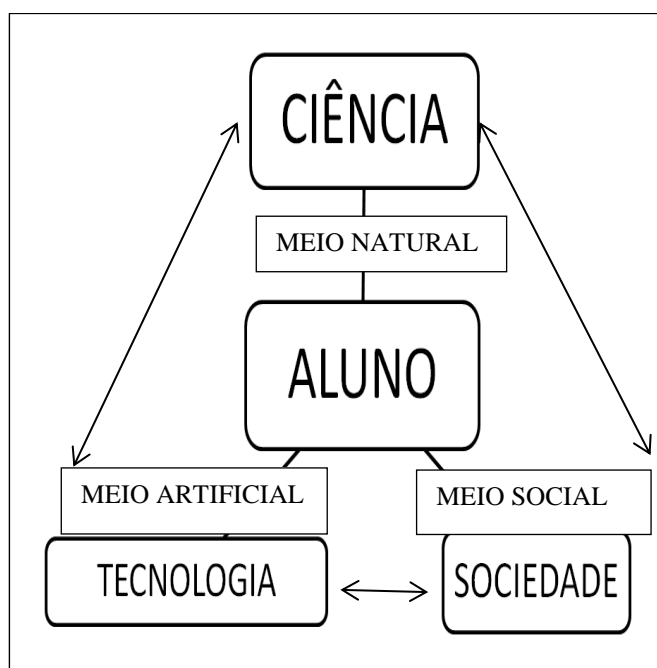 CIÊNCIA
MEIO NATURAL
ALUNO
MEIO ARTIFICIAL
MEIO SOCIAL
TECNOLOGIA
SOCIEDADE